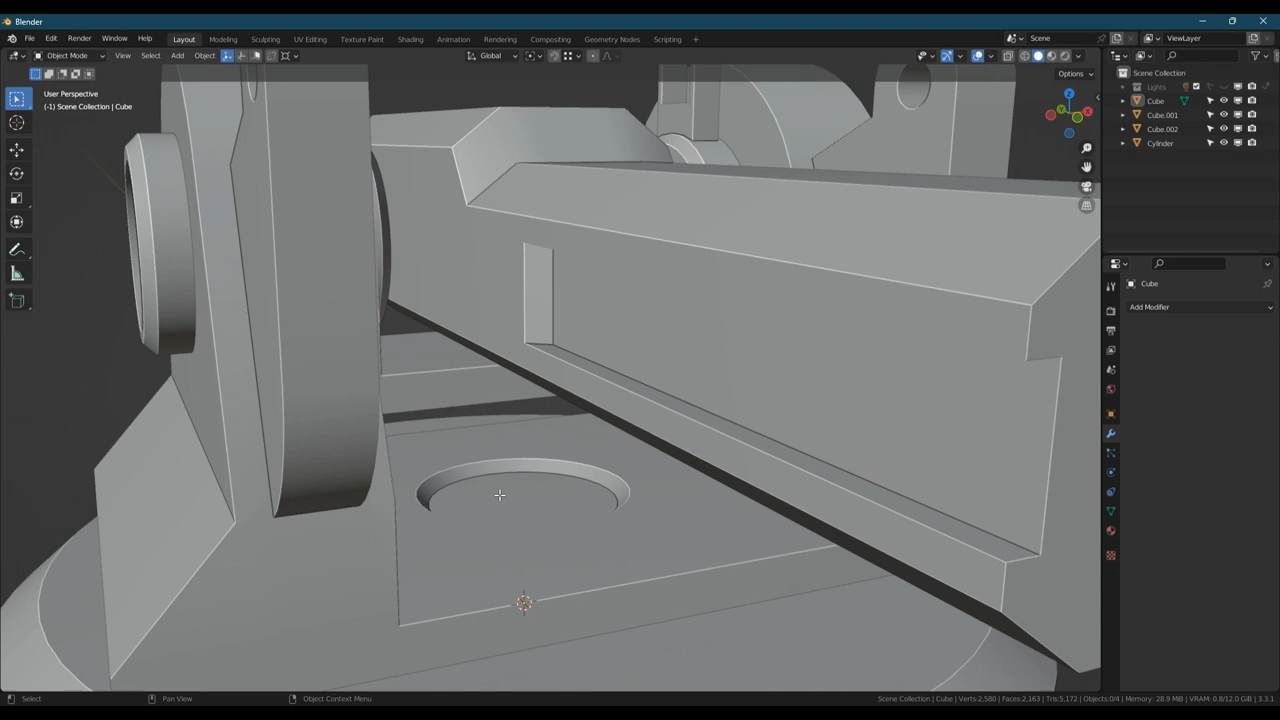 Blender
File Edit Render Window Help Layout Modeling Sculpting UV Editing Texture Paint Shading Animation Rendering Compositing Geometry Nodes Scripting + Scene ViewLayer
Object Mode View Select Add Object Global
Options
User Perspective
(-1) Scene Collection | Cube
Z
Y
X
Scene Collection
Lights
Cube
Cube.001
Cube.002
Cylinder
Cube
Add Modifier
Select Pan View Object Context Menu Scene Collection | Cube | Verts:2,580 | Faces:2,163 | Tris:5,172 | Objects:0/4 | Memory: 28.9 MiB | VRAM: 0.8/12.0 GiB | 3.3.1